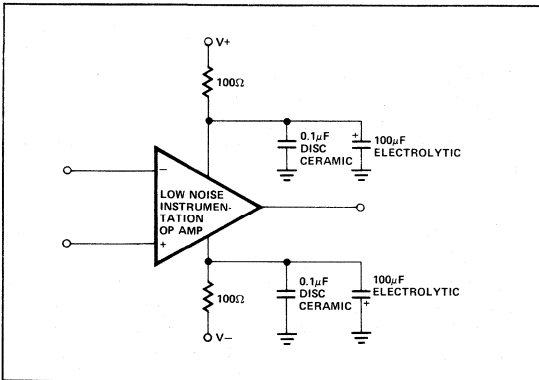 V+
100Ω
0.1μF
DISC
CERAMIC
+
100μF
ELECTROLYTIC
−
LOW NOISE
INSTRUMEN-
TATION
OP AMP
+
0.1μF
DISC
CERAMIC
100μF
ELECTROLYTIC
+
100Ω
V−